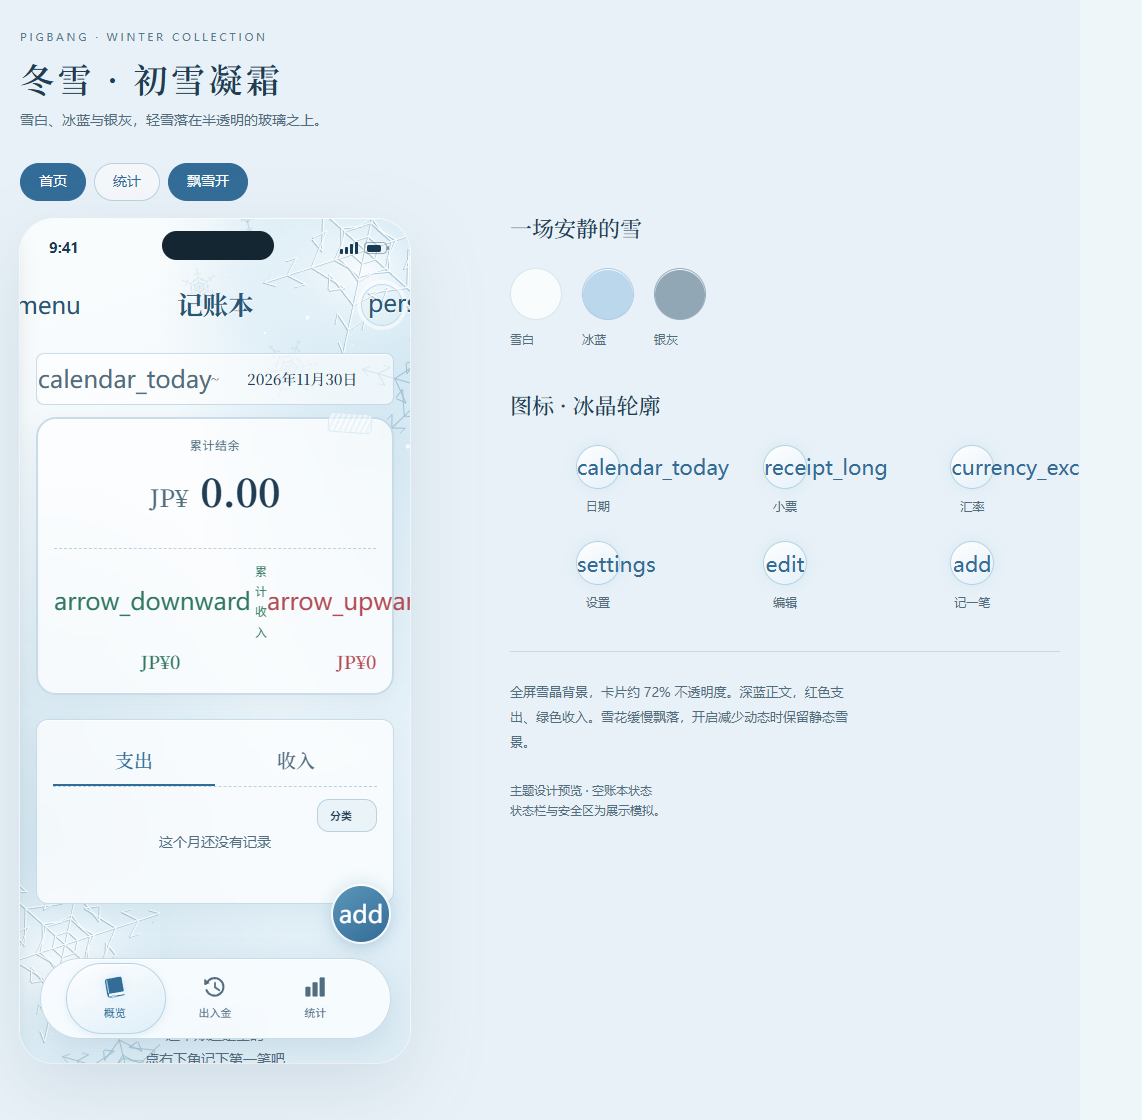 PIGBANG · WINTER COLLECTION
冬雪 · 初雪凝霜
雪白、冰蓝与银灰，轻雪落在半透明的玻璃之上。
首页
统计
飘雪开
9:41
menu
记账本
pers
calendar_today~
2026年11月30日
累计结余
JP¥ 0.00
arrow_downward
累计收入
arrow_upwar
JP¥0
JP¥0
支出
收入
分类
这个月还没有记录
add
概览
出入金
统计
点右下角记下第一笔吧
一场安静的雪
雪白
冰蓝
银灰
图标 · 冰晶轮廓
calendar_today
receipt_long
currency_exc
日期
小票
汇率
settings
edit
add
设置
编辑
记一笔
全屏雪晶背景，卡片约 72% 不透明度。深蓝正文，红色支
出、绿色收入。雪花缓慢飘落，开启减少动态时保留静态雪
景。
主题设计预览 · 空账本状态
状态栏与安全区为展示模拟。